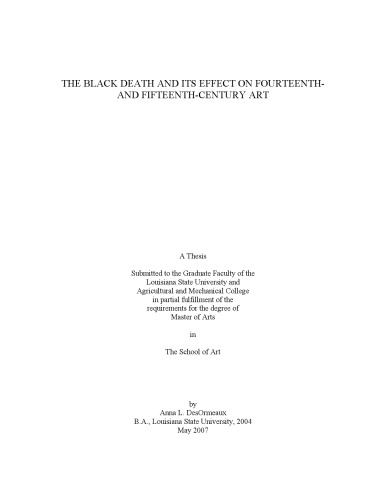 THE BLACK DEATH AND ITS EFFECT ON FOURTEENTH-
AND FIFTEENTH-CENTURY ART
A Thesis
Submitted to the Graduate Faculty of the
Louisiana State University and
Agricultural and Mechanical College
in partial fulfillment of the
requirements for the degree of
Master of Arts
in
The School of Art
by
Anna L. DesOrmeaux
B.A., Louisiana State University, 2004
May 2007